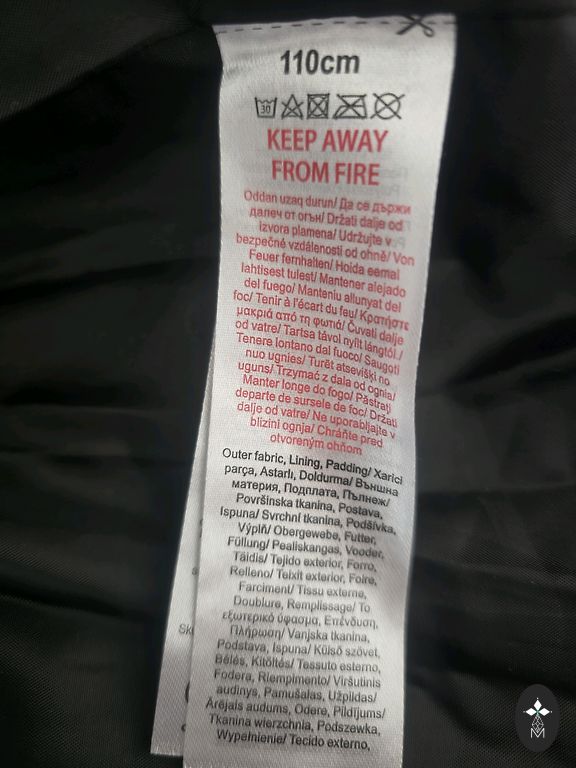 110cm
30
KEEP AWAY
FROM FIRE
Oddan uzaq durun/ Да се държи
далеч от огън/ Držati dalje od
izvora plamena/ Udržujte v
bezpečné vzdálenosti od ohně/ Von
Feuer fernhalten/ Hoida eemal
lahtisest tulest/ Mantener alejado
del fuego/ Manteniu allunyat del
foc/ Tenir à l'écart du feu/ Κρατήστε
μακριά από τη φωτιά/ Čuvati dalje
od vatre/ Tartsa távol nyílt lángtól./
Tenere lontano dal fuoco/ Saugoti
nuo ugnies/ Turēt atsevišķi no
uguns/ Trzymać z dala od ognia/
Manter longe do fogo/ Păstrați
departe de sursele de foc/ Držati
dalje od vatre/ Ne uporabljajte v
blizini ognja/ Chráňte pred
otvoreným ohňom
Outer fabric, Lining, Padding/ Xarici
parça, Astarlı, Doldurma/ Външна
материя, Подплата, Пълнеж/
Površinska tkanina, Postava,
Ispuna/ Svrchní tkanina, Podšívka,
Výplň/ Obergewebe, Futter,
Füllung/ Pealiskangas, Vooder,
Täidis/ Tejido exterior, Forro,
Relleno/ Teixit exterior, Foire,
Farciment/ Tissu externe,
Doublure, Remplissage/ Το
εξωτερικό ύφασμα, Επένδυση,
Πλήρωση/ Vanjska tkanina,
Podstava, Ispuna/ Külső szövet,
Bélés, Kitöltés/ Tessuto esterno,
Fodera, Riempimento/ Viršutinis
audinys, Pamušalas, Užpildas/
Ārējais audums, Odere, Pildījums/
Tkanina wierzchnia, Podszewka,
Wypełnienie/ Tecido externo,
M